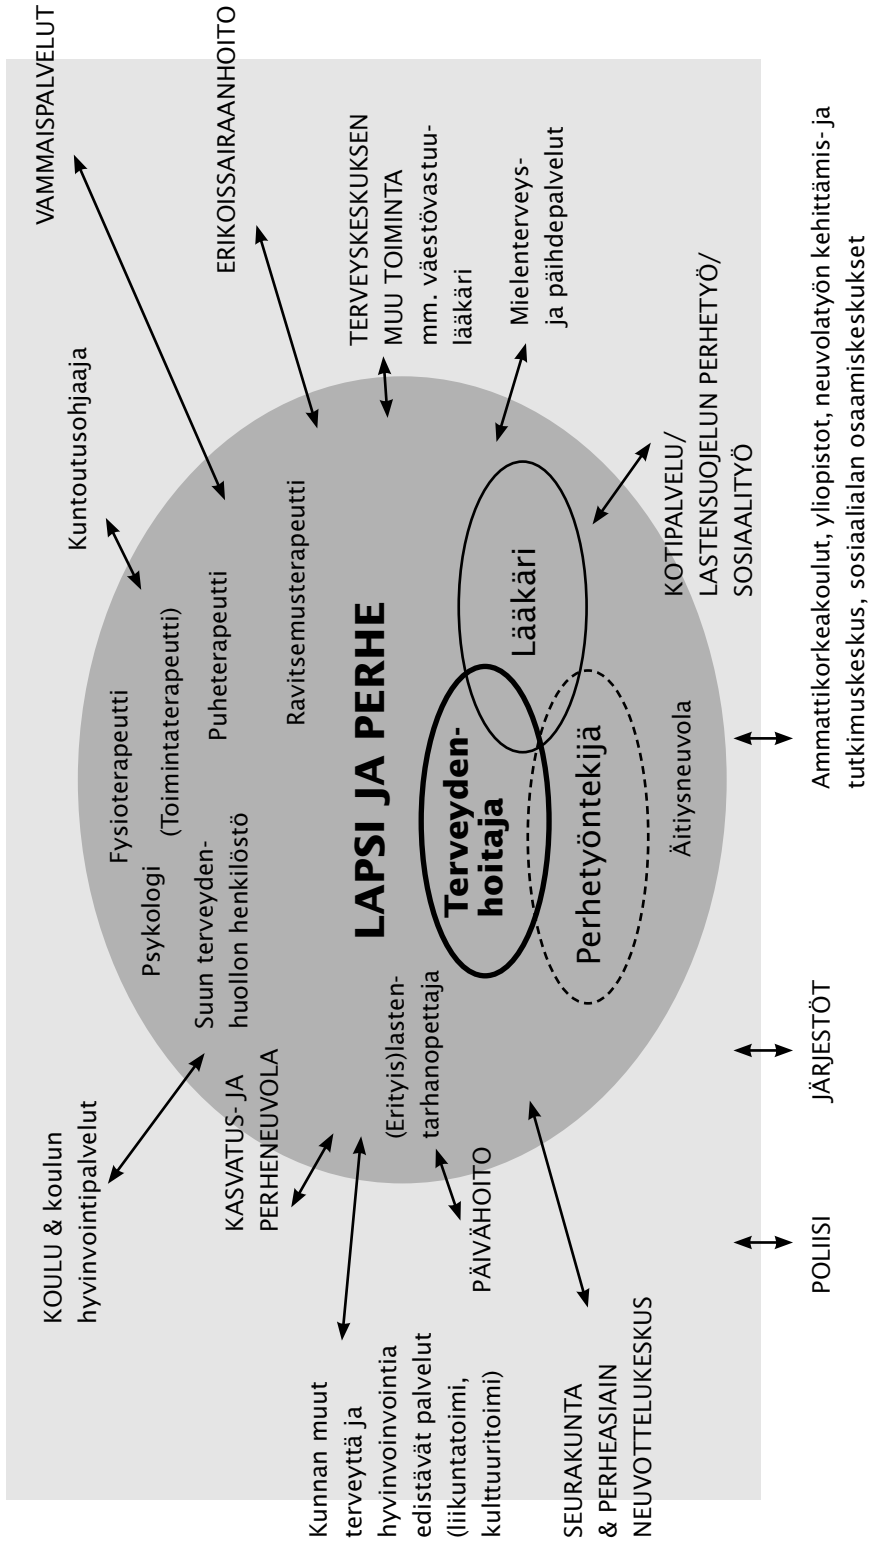 KOULU & koulun
hyvinvointipalvelut
Kuntoutusohjaaja
VAMMAISPALVELUT
Fysioterapeutti
Psykologi
(Toimintaterapeutti)
Suun terveyden-
huollon henkilöstö
Puheterapeutti
ERIKOISSAIRAANHOITO
KASVATUS- JA
PERHENEUVOLA
Ravitsemusterapeutti
Kunnan muut
terveyttä ja
hyvinvoinvointia
edistävät palvelut
(liikuntatoimi,
kulttuuritoimi)
LAPSI JA PERHE
TERVEYSKESKUKSEN
MUU TOIMINTA
mm. väestövastuu-
lääkäri
(Erityis)lasten-
tarhanopettaja
PÄIVÄHOITO
Terveyden-
hoitaja
Lääkäri
Mielenterveys-
ja päihdepalvelut
Perhetyöntekijä
SEURAKUNTA
& PERHEASIAIN
NEUVOTTELUKESKUS
Äitiysneuvola
KOTIPALVELU/
LASTENSUOJELUN PERHETYÖ/
SOSIAALITYÖ
POLIISI
JÄRJESTÖT
Ammattikorkeakoulut, yliopistot, neuvolatyön kehittämis- ja
tutkimuskeskus, sosiaalialan osaamiskeskukset